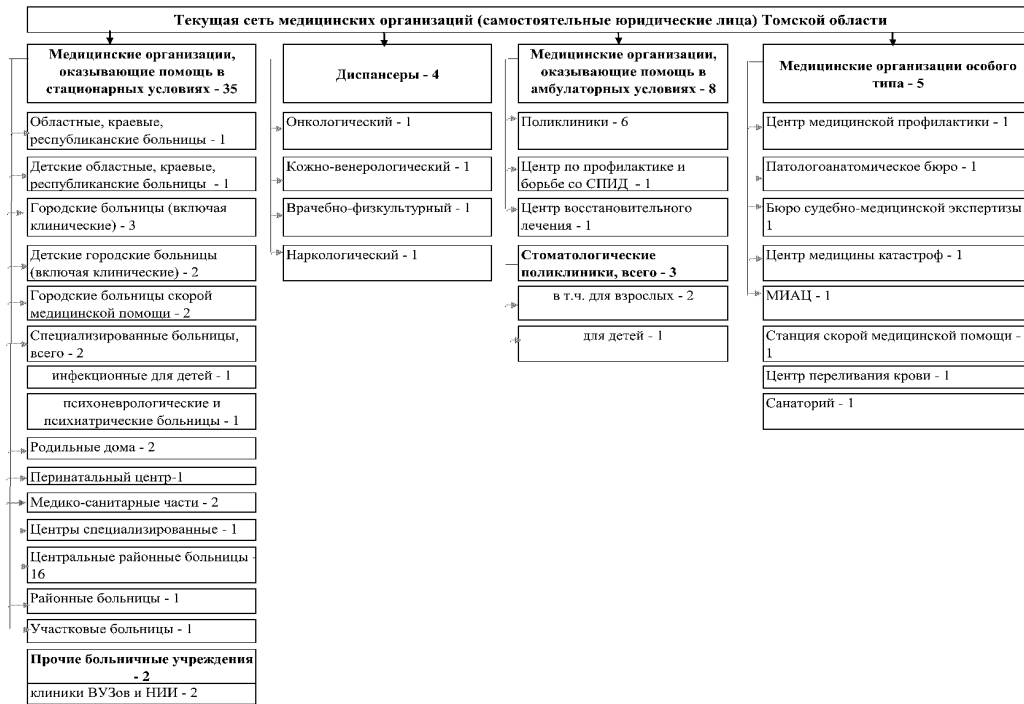 Текущая сеть медицинских организаций (самостоятельные юридические лица) Томской области
Медицинские организации,
оказывающие помощь в
стационарных условиях - 35
Областные, краевые,
республиканские больницы - 1
Детские областные, краевые,
республиканские больницы - 1
Городские больницы (включая
клинические) - 3
Детские городские больницы
(включая клинические) - 2
Городские больницы скорой
медицинской помощи - 2
Специализированные больницы,
всего - 2
инфекционные для детей - 1
психоневрологические и
психиатрические больницы - 1
Родильные дома - 2
Перинатальный центр-1
Медико-санитарные части - 2
Центры специализированные - 1
Центральные районные больницы -
16
Районные больницы - 1
Участковые больницы - 1
Прочие больничные учреждения
- 2
клиники ВУЗов и НИИ - 2
Диспансеры - 4
Онкологический - 1
Кожно-венерологический - 1
Врачебно-физкультурный - 1
Наркологический - 1
Медицинские организации,
оказывающие помощь в
амбулаторных условиях - 8
Поликлиники - 6
Центр по профилактике и
борьбе со СПИД - 1
Центр восстановительного
лечения - 1
Стоматологические
поликлиники, всего - 3
в т.ч. для взрослых - 2
для детей - 1
Медицинские организации особого
типа - 5
Центр медицинской профилактики - 1
Патологоанатомическое бюро - 1
Бюро судебно-медицинской экспертизы
1
Центр медицины катастроф - 1
МИАЦ - 1
Станция скорой медицинской помощи -
1
Центр переливания крови - 1
Санаторий - 1